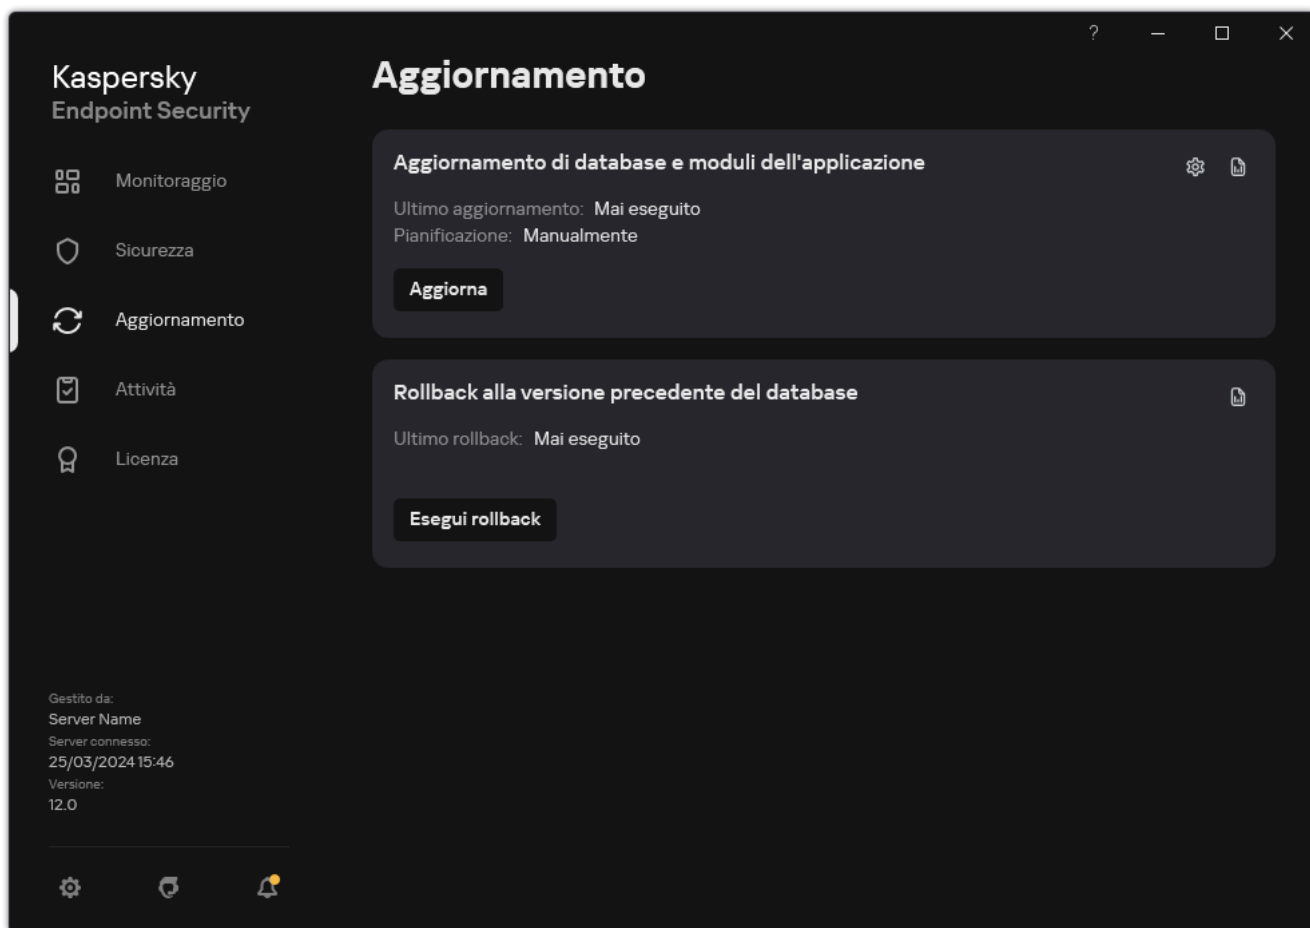 ?
Kaspersky
Endpoint Security
Monitoraggio
Sicurezza
Aggiornamento
Attività
Licenza
Gestito da:
Server Name
Server connesso:
25/03/2024 15:46
Versione:
12.0
Aggiornamento
Aggiornamento di database e moduli dell'applicazione
Ultimo aggiornamento: Mai eseguito
Pianificazione: Manualmente
Aggiorna
Rollback alla versione precedente del database
Ultimo rollback: Mai eseguito
Esegui rollback